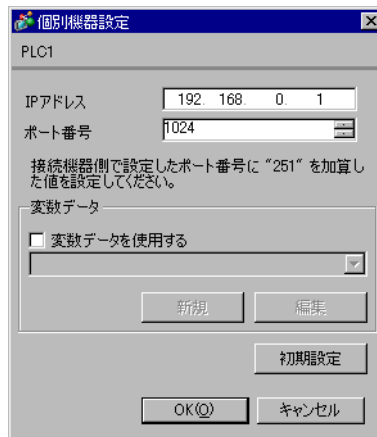 個別機器設定
PLC1
IPアドレス 192. 168. 0. 1
ポート番号 1024
接続機器側で設定したポート番号に "251" を加算し
た値を設定してください。
変数データ
変数データを使用する
新規 編集
初期設定
OK(O) キャンセル